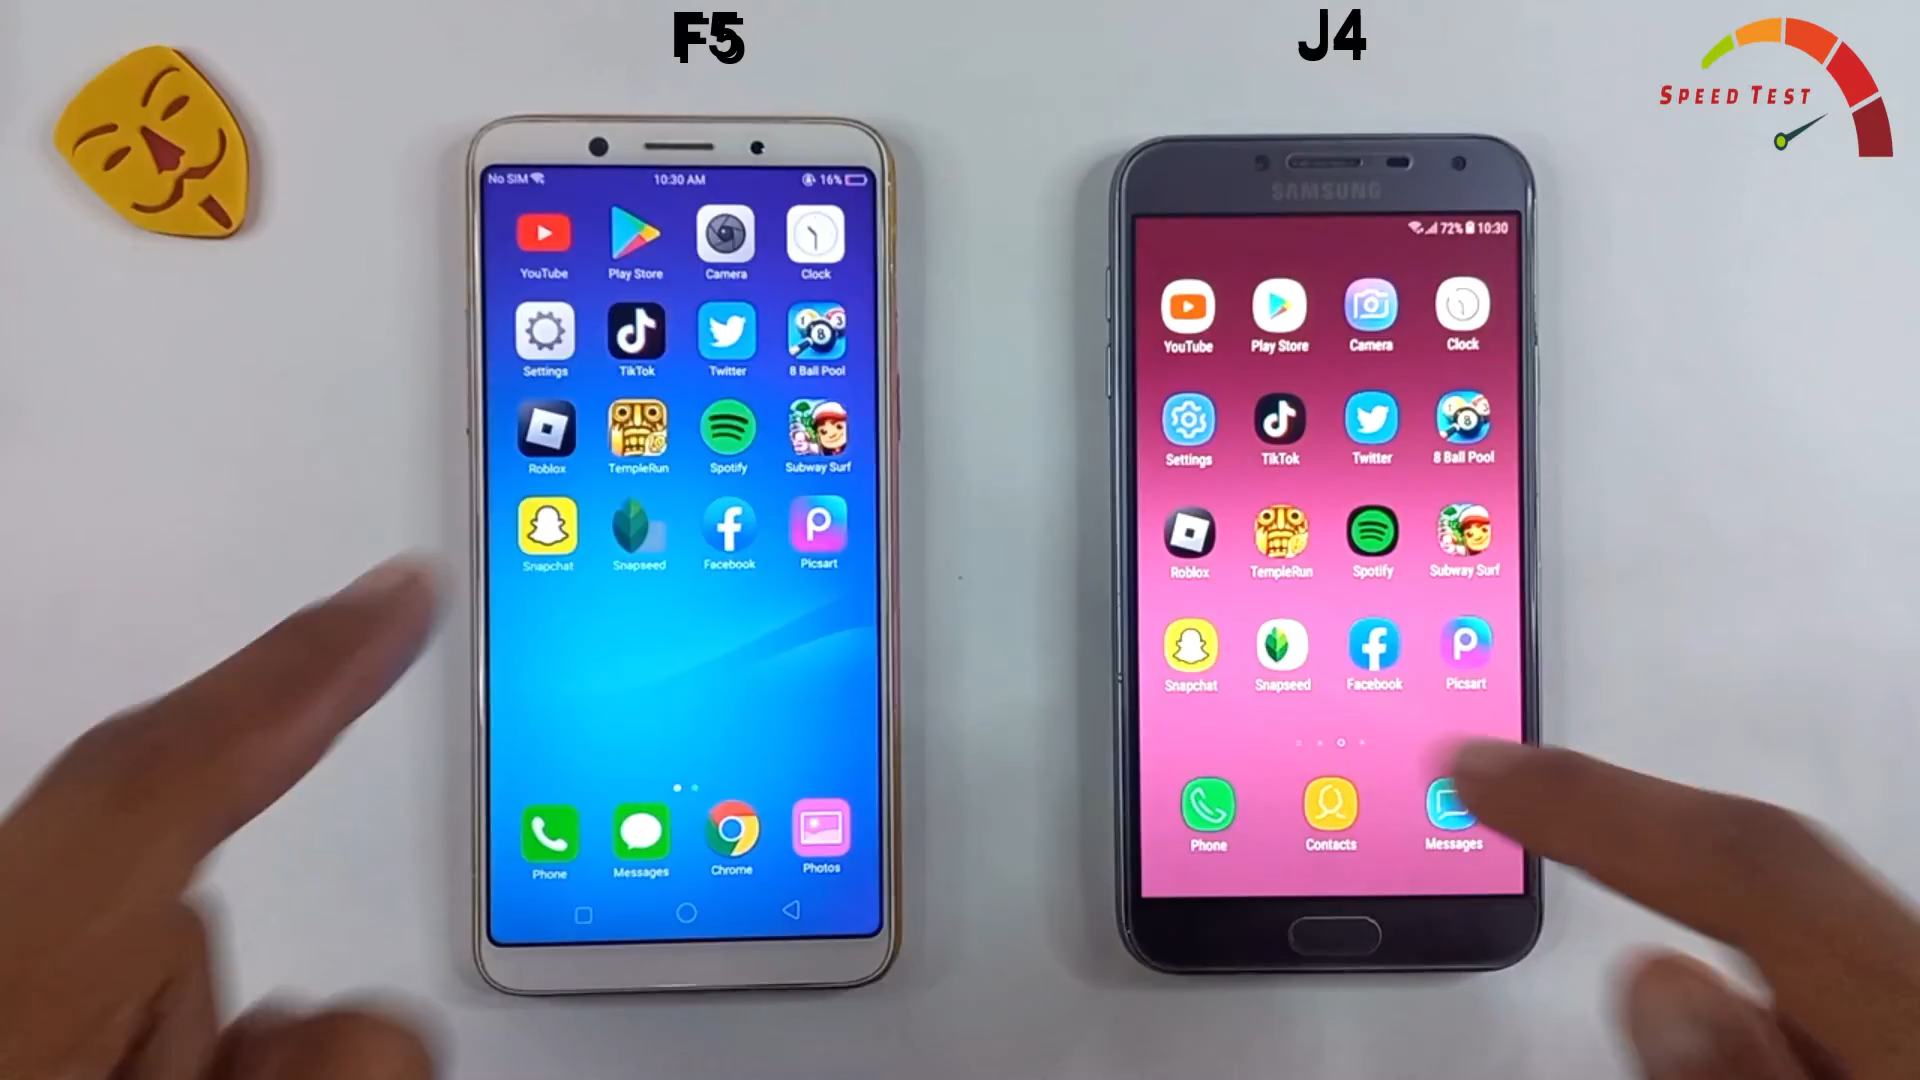 F5
J4
SPEED TEST
No SIM
10:30 AM
16%
YouTube
Play Store
Camera
Clock
Settings
TikTok
Twitter
8 Ball Pool
Roblox
TempleRun
Spotify
Subway Surf
Snapchat
Snapseed
Facebook
Picsart
Phone
Messages
Chrome
Photos
SAMSUNG
72% 10:30
YouTube
Play Store
Camera
Clock
Settings
TikTok
Twitter
8 Ball Pool
Roblox
TempleRun
Spotify
Subway Surf
Snapchat
Snapseed
Facebook
Picsart
Phone
Contacts
Messages